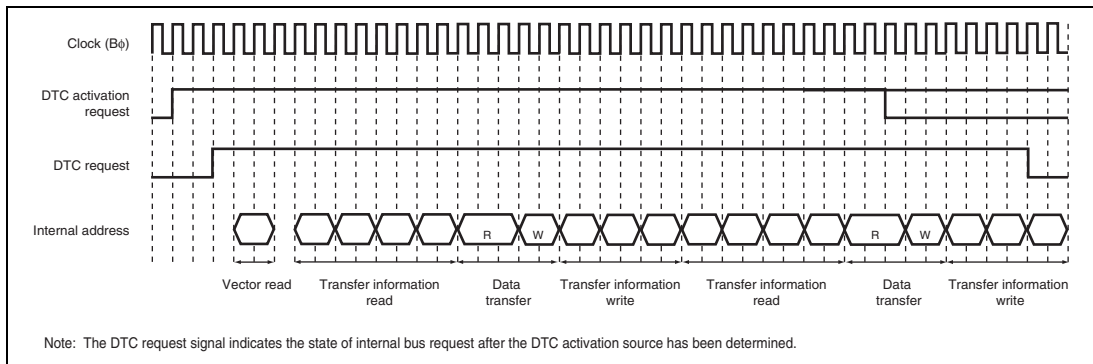 Clock (Bφ)
DTC activation
request
DTC request
Internal address
R
W
R
W
Vector read
Transfer information
read
Data
transfer
Transfer information
write
Transfer information
read
Data
transfer
Transfer information
write
Note: The DTC request signal indicates the state of internal bus request after the DTC activation source has been determined.